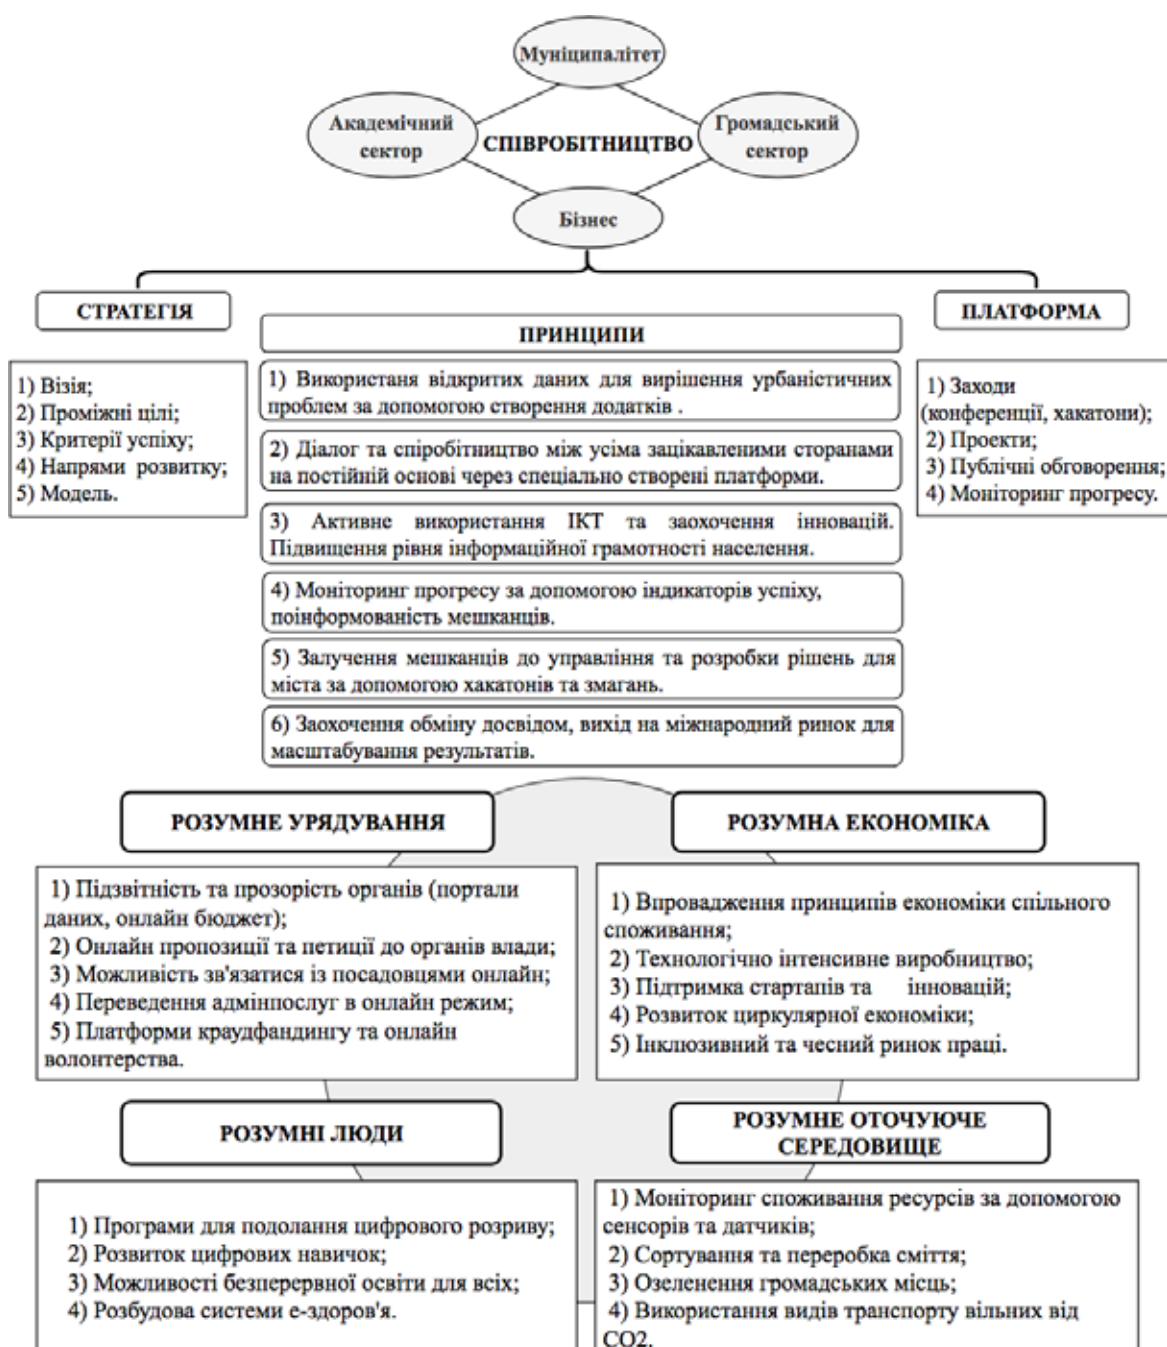 Муніципалітет
Академічний
сектор
СПІВРОБІТНИЦТВО
Громадський
сектор
Бізнес
СТРАТЕГІЯ
1) Візія;
2) Проміжні цілі;
3) Критерії успіху;
4) Напрями розвитку;
5) Модель.
ПРИНЦИПИ
1) Використаня відкритих даних для вирішення урбаністичних
проблем за допомогою створення додатків .
2) Діалог та спіробітництво між усіма зацікавленими сторанами
на постійній основі через спеціально створені платформи.
3) Активне використання ІКТ та заохочення інновацій.
Підвищення рівня інформаційної грамотності населення.
4) Моніторинг прогресу за допомогою індикаторів успіху,
поінформованість мешканців.
5) Залучення мешканців до управління та розробки рішень для
міста за допомогою хакатонів та змагань.
6) Заохочення обміну досвідом, вихід на міжнародний ринок для
масштабування результатів.
ПЛАТФОРМА
1) Заходи
(конференції, хакатони);
2) Проекти;
3) Публічні обговорення;
4) Моніторинг прогресу.
РОЗУМНЕ УРЯДУВАННЯ
1) Підзвітність та прозорість органів (портали
даних, онлайн бюджет);
2) Онлайн пропозиції та петиції до органів влади;
3) Можливість зв'язатися із посадовцями онлайн;
4) Переведення адмінпослуг в онлайн режим;
5) Платформи краудфандингу та онлайн
волонтерства.
РОЗУМНА ЕКОНОМІКА
1) Впровадження принципів економіки спільного
споживання;
2) Технологічно інтенсивне виробництво;
3) Підтримка стартапів та інновацій;
4) Розвиток циркулярної економіки;
5) Інклюзивний та чесний ринок праці.
РОЗУМНІ ЛЮДИ
1) Програми для подолання цифрового розриву;
2) Розвиток цифрових навичок;
3) Можливості безперервної освіти для всіх;
4) Розбудова системи е-здоров'я.
РОЗУМНЕ ОТОЧУЮЧЕ
СЕРЕДОВИЩЕ
1) Моніторинг споживання ресурсів за допомогою
сенсорів та датчиків;
2) Сортування та переробка сміття;
3) Озеленення громадських місць;
4) Використання видів транспорту вільних від
СО2.